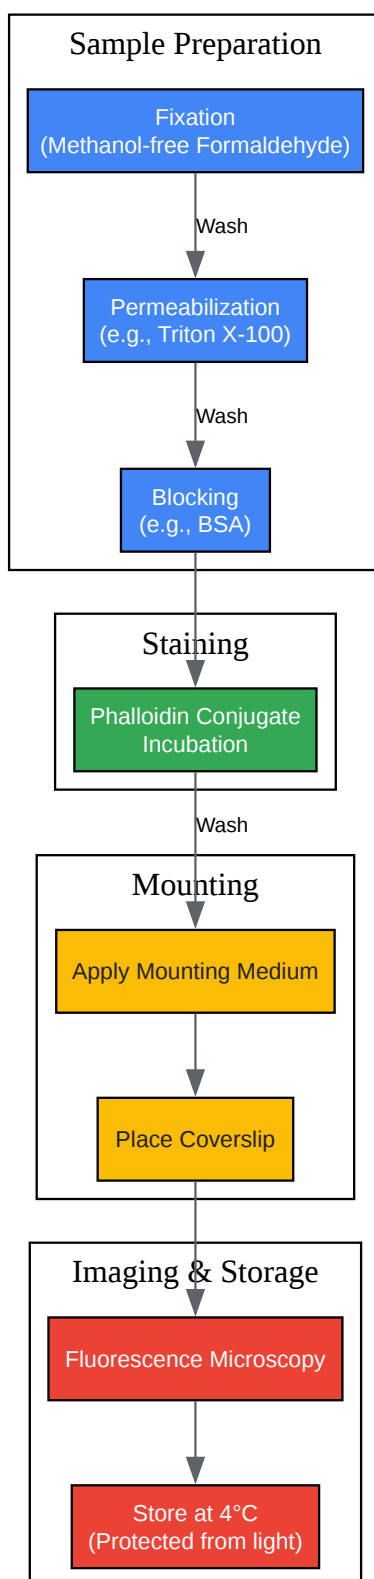 Sample Preparation
Fixation
(Methanol-free Formaldehyde)
Wash
Permeabilization
(e.g., Triton X-100)
Wash
Blocking
(e.g., BSA)
Staining
Phalloidin Conjugate
Incubation
Wash
Mounting
Apply Mounting Medium
Place Coverslip
Imaging & Storage
Fluorescence Microscopy
Store at 4°C
(Protected from light)